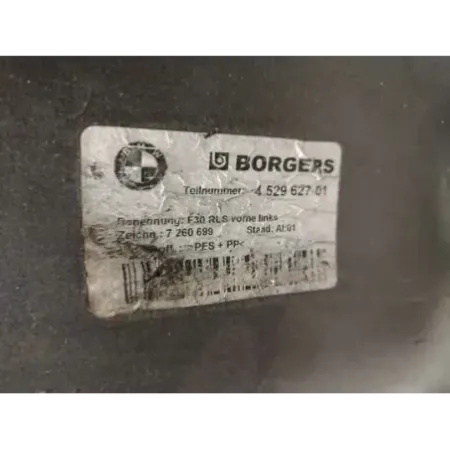 BORGERS
Teilnummer: 4 529 627-01
Benennung: F30 RLS vorne links
Zeichn.: 7 260 699 Stand: AI:01
PES + PP<